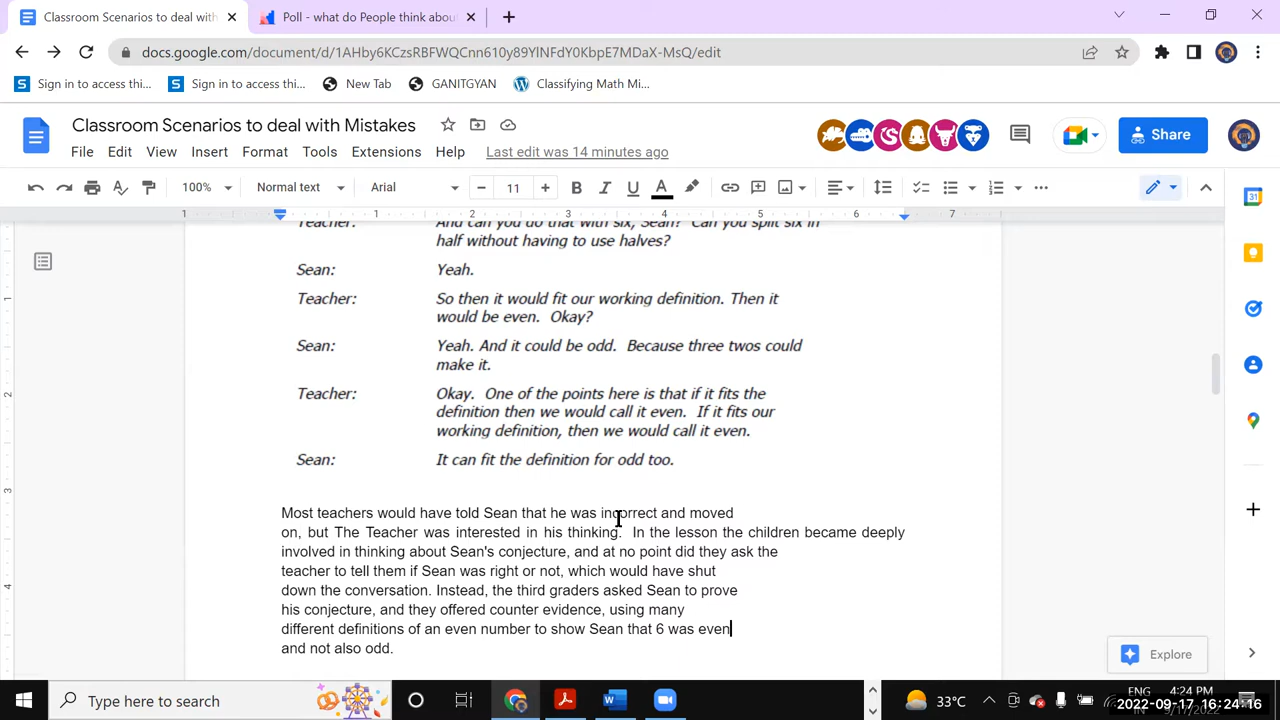 Classroom Scenarios to deal with
Poll - what do People think abou
docs.google.com/document/d/1AHby6KCzsRBFWQCnn610y89YlNFdY0KbpE7MDaX-MsQ/edit
Sign in to access thi...
Sign in to access thi...
New Tab
GANITGYAN
Classifying Math Mi...
Classroom Scenarios to deal with Mistakes
Share
File Edit View Insert Format Tools Extensions Help Last edit was 14 minutes ago
100% Normal text Arial 11
1 1 2 3 4 5 6 7
Teacher: And can you do that with six, Sean? Can you split six in
half without having to use halves?
Sean: Yeah.
Teacher: So then it would fit our working definition. Then it
would be even. Okay?
Sean: Yeah. And it could be odd. Because three twos could
make it.
Teacher: Okay. One of the points here is that if it fits the
definition then we would call it even. If it fits our
working definition, then we would call it even.
Sean: It can fit the definition for odd too.
Most teachers would have told Sean that he was incorrect and moved
on, but The Teacher was interested in his thinking. In the lesson the children became deeply
involved in thinking about Sean's conjecture, and at no point did they ask the
teacher to tell them if Sean was right or not, which would have shut
down the conversation. Instead, the third graders asked Sean to prove
his conjecture, and they offered counter evidence, using many
different definitions of an even number to show Sean that 6 was even
and not also odd.
Explore
Type here to search
33°C
ENG
IN
4:24 PM
2022-09-17 16:24:16